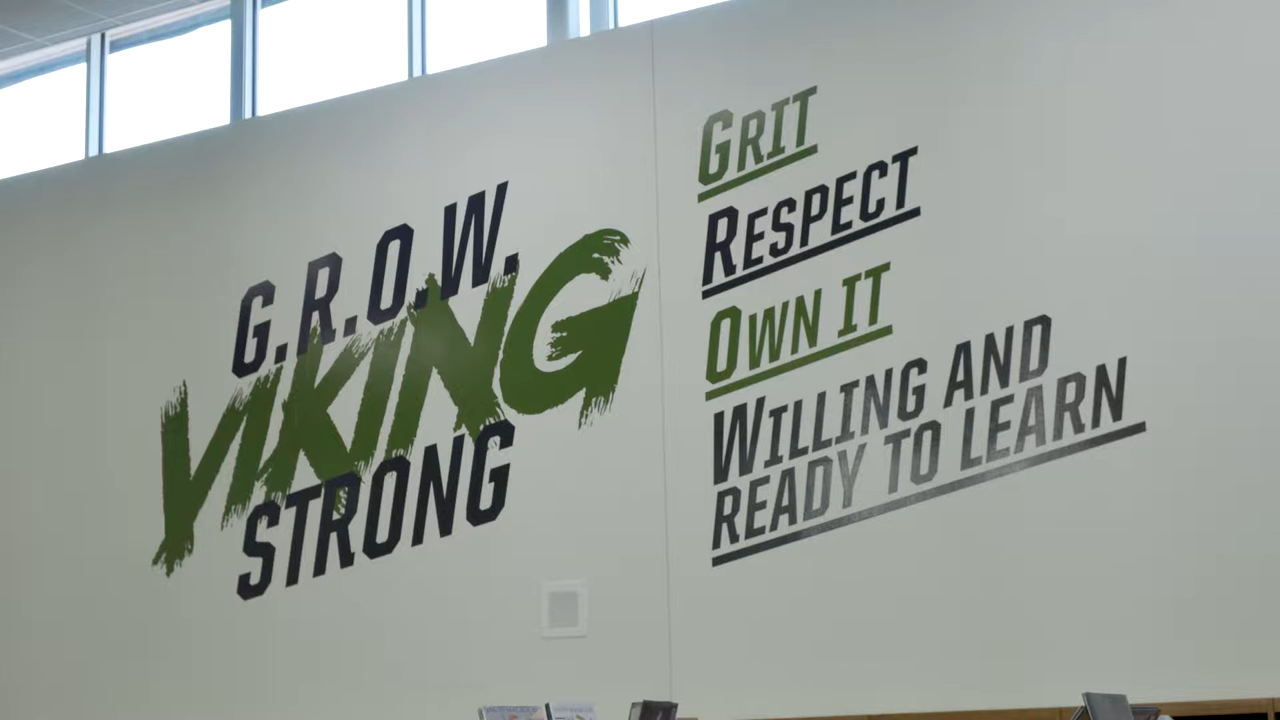 G.R.O.W.
VIKING
STRONG
GRIT
RESPECT
OWN IT
WILLING AND
READY TO LEARN